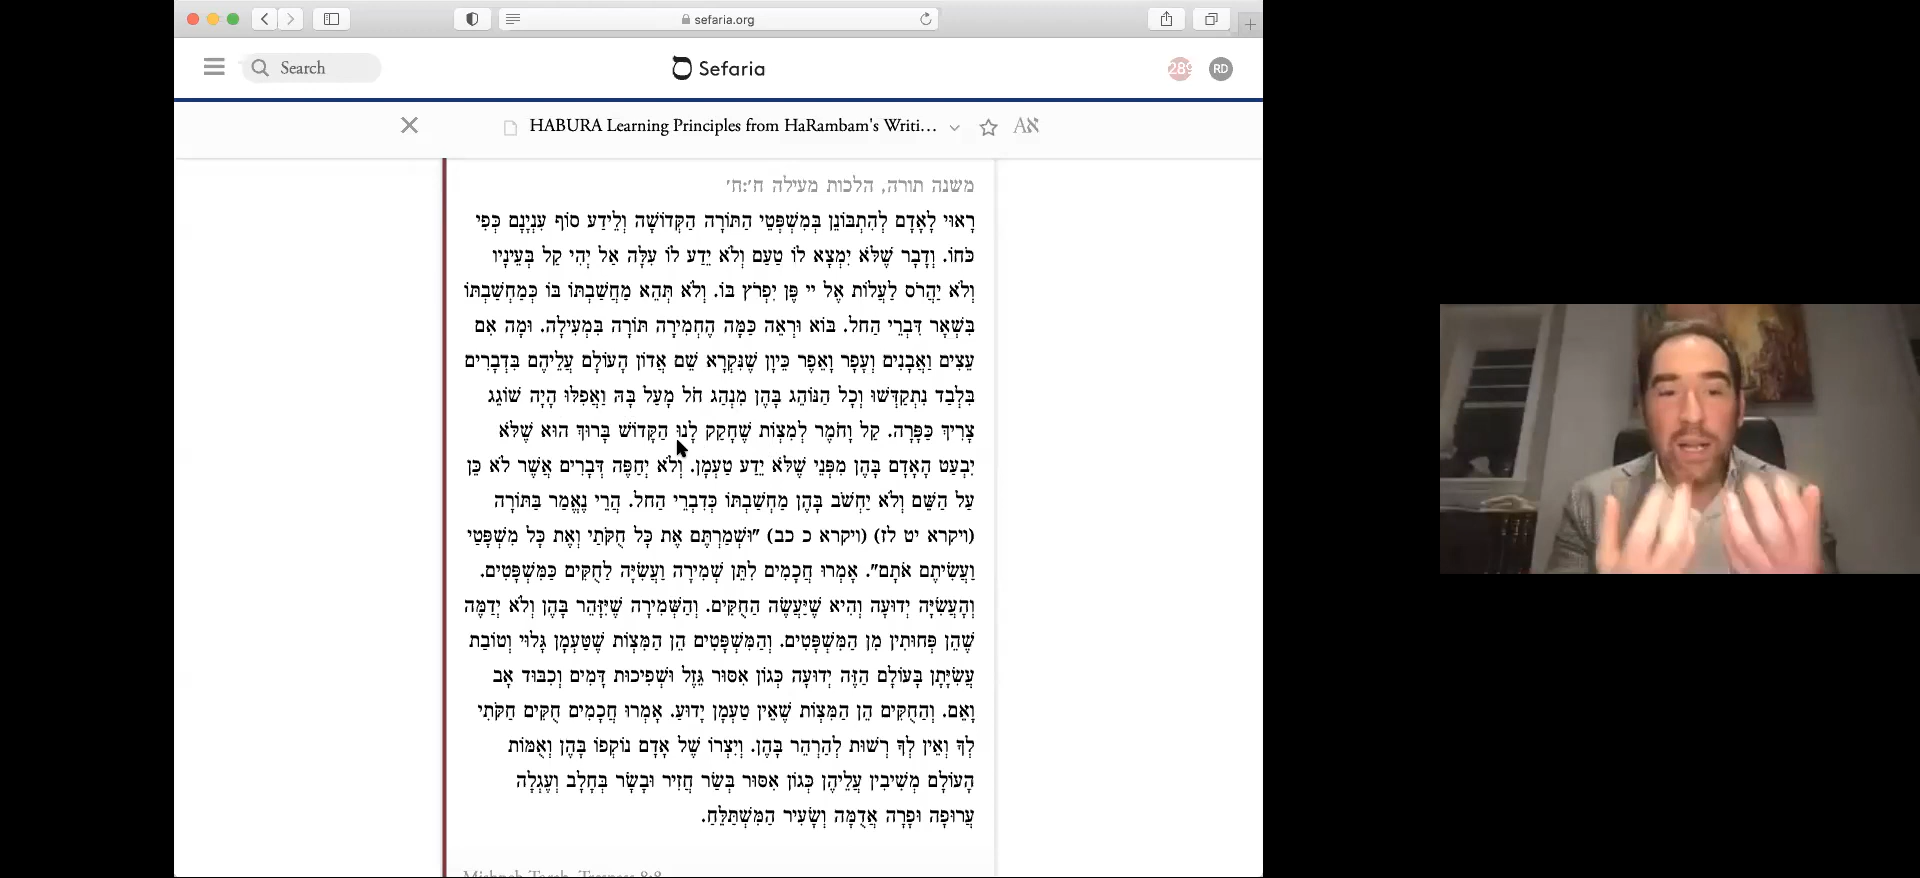 sefaria.org
Search
Sefaria
289
RD
HABURA Learning Principles from HaRambam's Writi...
Aא
משנה תורה, הלכות מעילה ח׳:ח׳
רָאוּי לָאָדָם לְהִתְבּוֹנֵן בְּמִשְׁפְּטֵי הַתּוֹרָה הַקְּדוֹשָׁה וְלֵידַע סוֹף עִנְיָנָם כְּפִי
כֹּחוֹ. וְדָבָר שֶׁלֹּא יִמְצָא לוֹ טַעַם וְלֹא יֵדַע לוֹ עִלָּה אַל יְהִי קַל בְּעֵינָיו
וְלֹא יַהֲרֹס לַעֲלוֹת אֶל יי פֶּן יִפְרֹץ בּוֹ. וְלֹא תְּהֵא מַחֲשַׁבְתּוֹ בּוֹ כְּמַחְשַׁבְתּוֹ
בִּשְׁאָר דִּבְרֵי הַחל. בּוֹא וּרְאֵה כַּמָּה הֶחְמִירָה תּוֹרָה בִּמְעִילָה. וּמָה אִם
עֵצִים וַאֲבָנִים וְעָפָר וָאֵפֶר כֵּיוָן שֶׁנִּקְרָא שֵׁם אֲדוֹן הָעוֹלָם עֲלֵיהֶם בִּדְבָרִים
בִּלְבַד נִתְקַדְּשׁוּ וְכָל הַנּוֹהֵג בָּהֶן מִנְהַג חֹל מָעַל בָּהּ וַאֲפִלּוּ הָיָה שׁוֹגֵג
צָרִיךְ כַּפָּרָה. קַל וָחֹמֶר לְמִצְוֹת שֶׁחָקַק לָנוּ הַקָּדוֹשׁ בָּרוּךְ הוּא שֶׁלֹּא
יִבְעַט הָאָדָם בָּהֶן מִפְּנֵי שֶׁלֹּא יֵדַע טַעְמָן. וְלֹא יְחַפֶּה דְּבָרִים אֲשֶׁר לֹא כֵּן
עַל הַשֵּׁם וְלֹא יַחְשֹׁב בָּהֶן מַחֲשַׁבְתּוֹ כְּדִבְרֵי הַחל. הֲרֵי נֶאֱמַר בַּתּוֹרָה
(ויקרא יט לז) (ויקרא כ כב) "וּשְׁמַרְתֶּם אֶת כָּל חֻקֹּתַי וְאֶת כָּל מִשְׁפָּטַי
וַעֲשִׂיתֶם אֹתָם". אָמְרוּ חֲכָמִים לִתֵּן שְׁמִירָה וַעֲשִׂיָּה לַחֻקִּים כַּמִּשְׁפָּטִים.
וְהָעֲשִׂיָּה יְדוּעָה וְהִיא שֶׁיַּעֲשֶׂה הַחֻקִּים. וְהַשְּׁמִירָה שֶׁיִּזָּהֵר בָּהֶן וְלֹא יְדַמֶּה
שֶׁהֵן פְּחוּתִין מִן הַמִּשְׁפָּטִים. וְהַמִּשְׁפָּטִים הֵן הַמִּצְוֹת שֶׁטַּעְמָן גָּלוּי וְטוֹבַת
עֲשִׂיָּתָן בָּעוֹלָם הַזֶּה יְדוּעָה כְּגוֹן אִסּוּר גֵּזֶל וּשְׁפִיכוּת דָּמִים וְכִבּוּד אָב
וָאֵם. וְהַחֻקִּים הֵן הַמִּצְוֹת שֶׁאֵין טַעְמָן יָדוּעַ. אָמְרוּ חֲכָמִים חֻקִּים חַקֹּתִי
לְךָ וְאֵין לְךָ רְשׁוּת לְהַרְהֵר בָּהֶן. וְיִצְרוֹ שֶׁל אָדָם נוֹקְפוֹ בָּהֶן וְאֻמּוֹת
הָעוֹלָם מְשִׁיבִין עֲלֵיהֶן כְּגוֹן אִסּוּר בְּשַׂר חֲזִיר וּבָשָׂר בְּחָלָב וְעֶגְלָה
עֲרוּפָה וּפָרָה אֲדֻמָּה וְשָׂעִיר הַמִּשְׁתַּלֵּחַ.